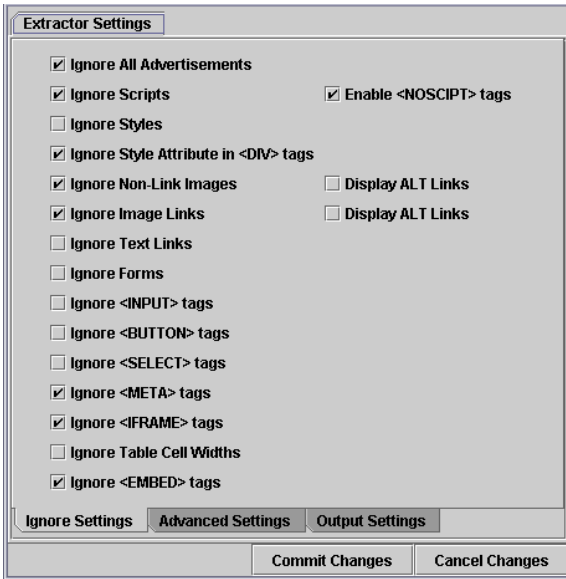 Extractor Settings
Ignore All Advertisements
Ignore Scripts Enable <NOSCIPT> tags
Ignore Styles
Ignore Style Attribute in <DIV> tags
Ignore Non-Link Images Display ALT Links
Ignore Image Links Display ALT Links
Ignore Text Links
Ignore Forms
Ignore <INPUT> tags
Ignore <BUTTON> tags
Ignore <SELECT> tags
Ignore <META> tags
Ignore <IFRAME> tags
Ignore Table Cell Widths
Ignore <EMBED> tags
Ignore Settings Advanced Settings Output Settings
Commit Changes Cancel Changes